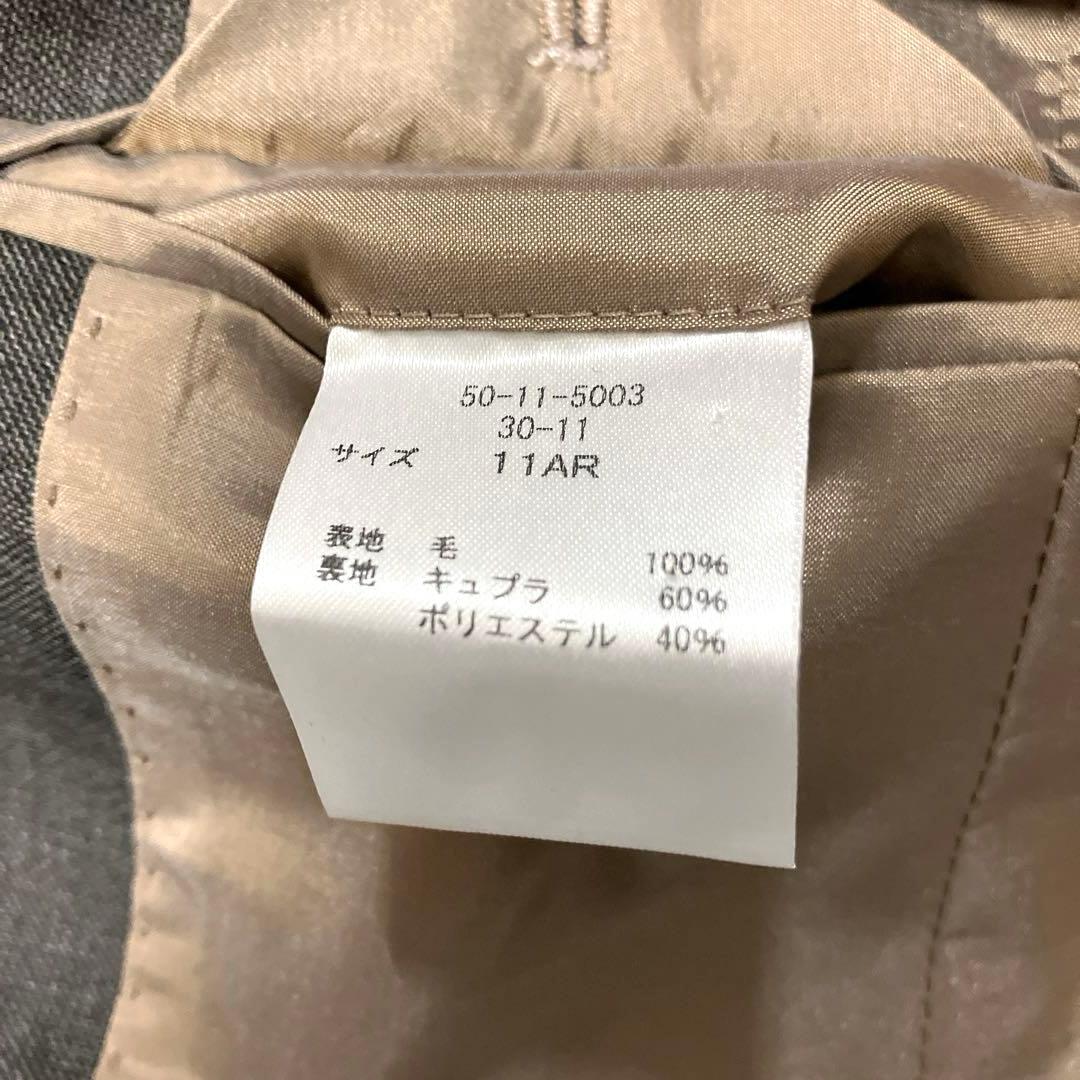 50-11-5003
30-11
サイズ 11AR
表地 毛 100%
裏地 キュプラ 60%
ポリエステル 40%